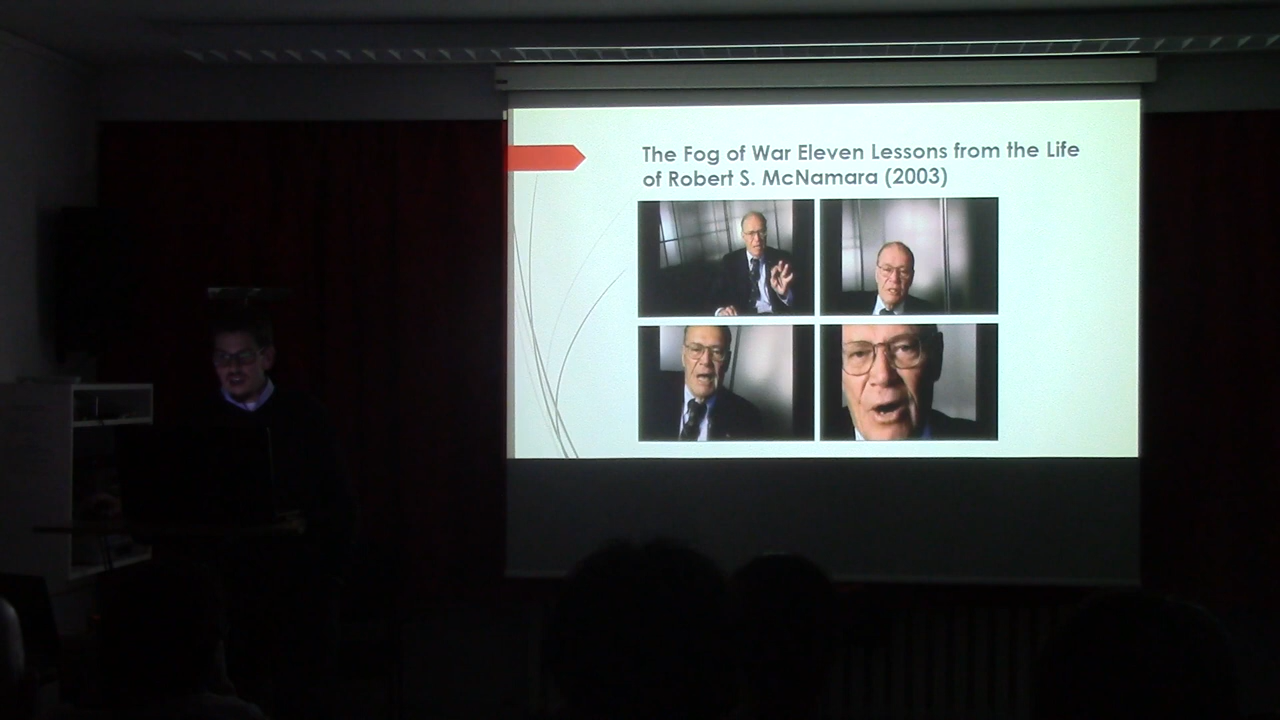 The Fog of War Eleven Lessons from the Life
of Robert S. McNamara (2003)